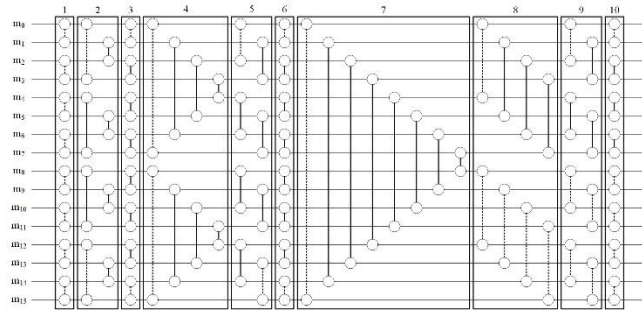 1 2 3 4 5 6 7 8 9 10
m₀
m₁
m₂
m₃
m₄
m₅
m₆
m₇
m₈
m₉
m₁₀
m₁₁
m₁₂
m₁₃
m₁₄
m₁₅